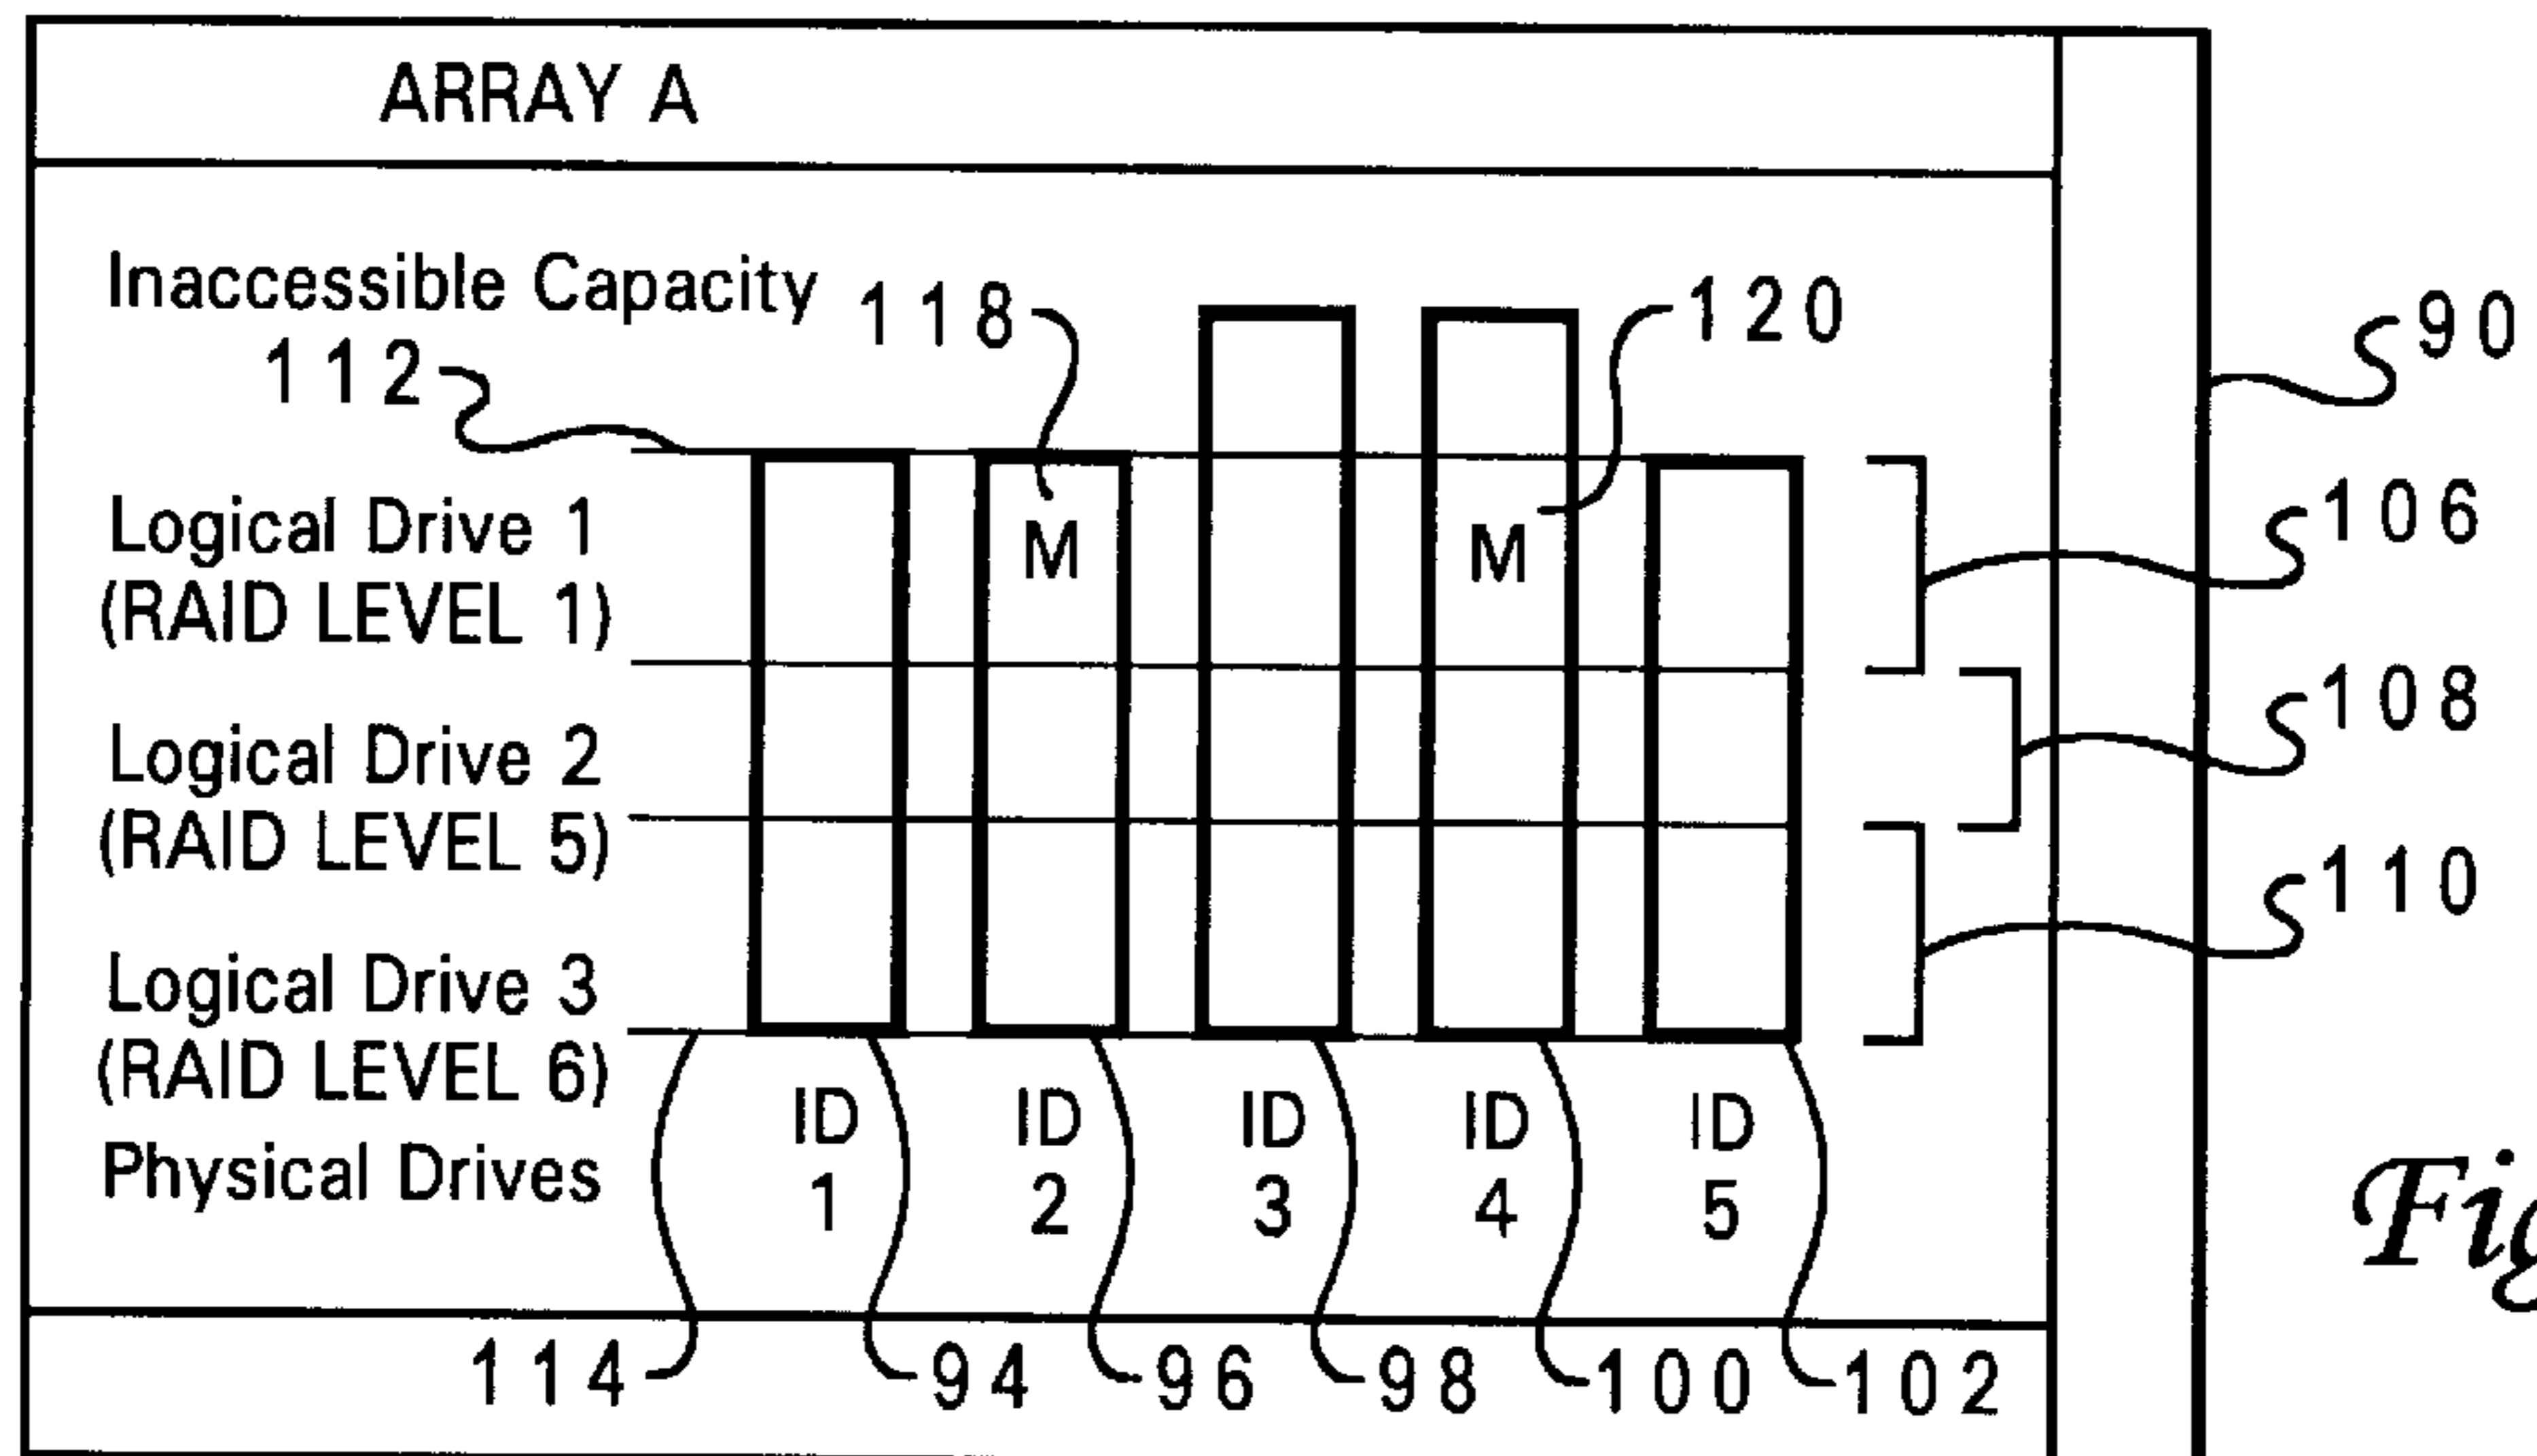 ARRAY A
Inaccessible Capacity
118
120
112
90
Logical Drive 1
(RAID LEVEL 1)
M
M
106
Logical Drive 2
(RAID LEVEL 5)
108
110
Logical Drive 3
(RAID LEVEL 6)
Physical Drives
ID
1
ID
2
ID
3
ID
4
ID
5
114
94
96
98
100
102